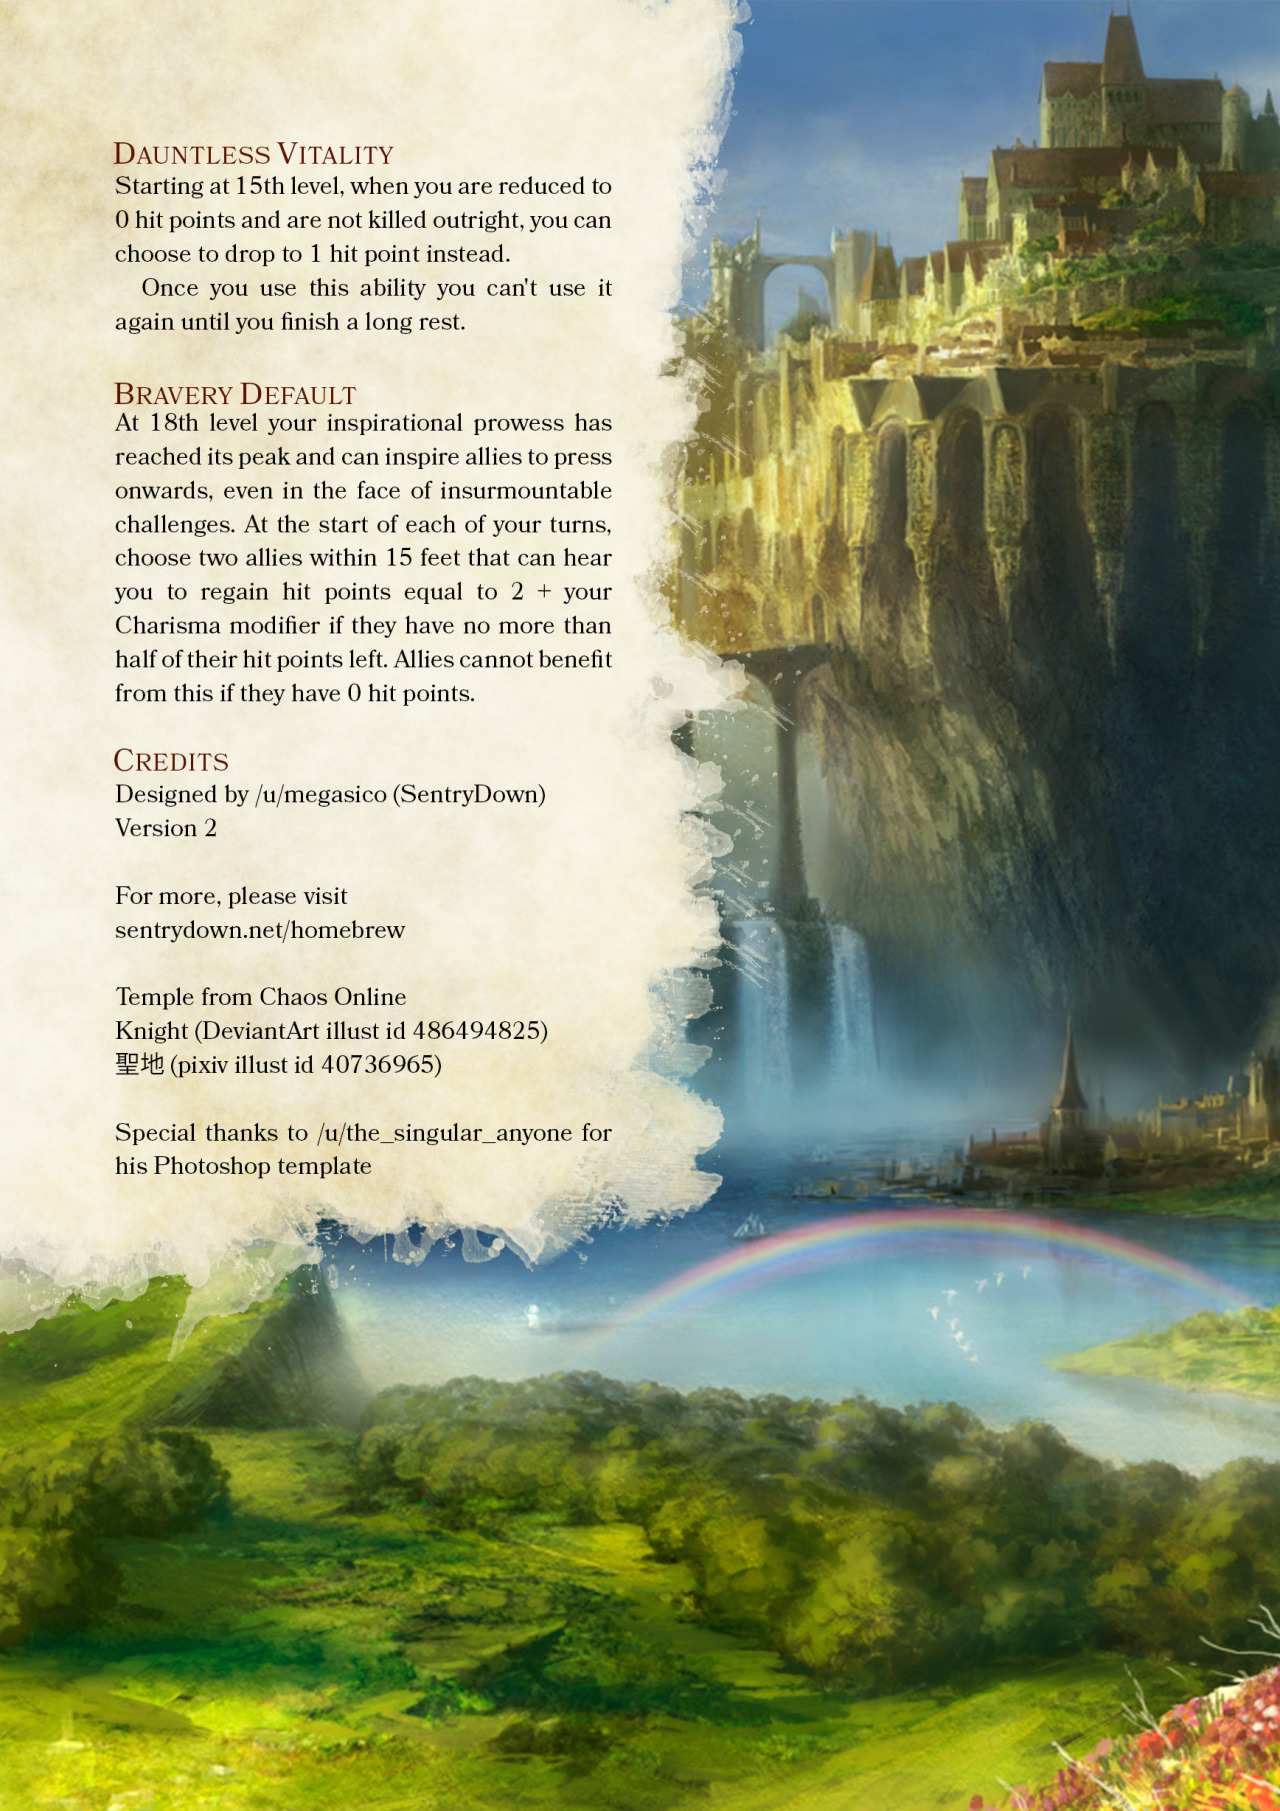 Dauntless Vitality
Starting at 15th level, when you are reduced to
0 hit points and are not killed outright, you can
choose to drop to 1 hit point instead.
Once you use this ability you can't use it
again until you finish a long rest.
Bravery Default
At 18th level your inspirational prowess has
reached its peak and can inspire allies to press
onwards, even in the face of insurmountable
challenges. At the start of each of your turns,
choose two allies within 15 feet that can hear
you to regain hit points equal to 2 + your
Charisma modifier if they have no more than
half of their hit points left. Allies cannot benefit
from this if they have 0 hit points.
Credits
Designed by /u/megasico (SentryDown)
Version 2
For more, please visit
sentrydown.net/homebrew
Temple from Chaos Online
Knight (DeviantArt illust id 486494825)
聖地 (pixiv illust id 40736965)
Special thanks to /u/the_singular_anyone for
his Photoshop template